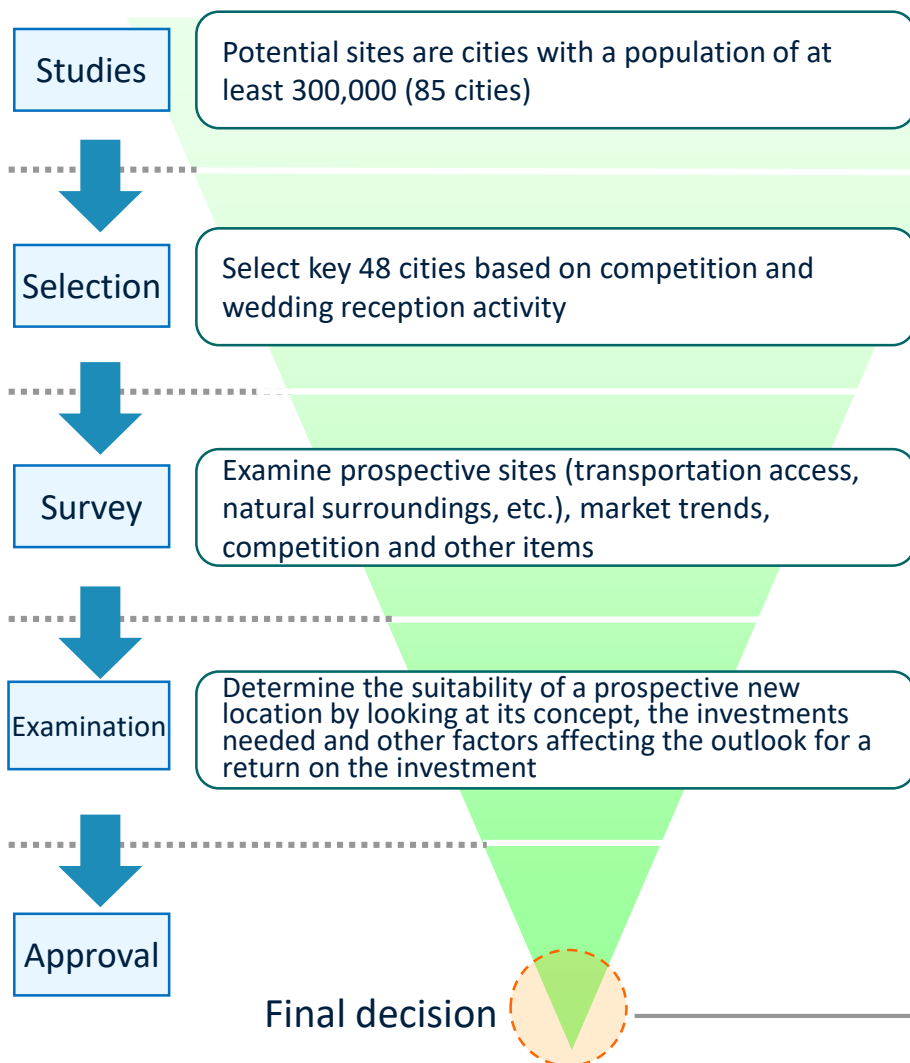 Studies
Potential sites are cities with a population of at
least 300,000 (85 cities)
Selection
Select key 48 cities based on competition and
wedding reception activity
Survey
Examine prospective sites (transportation access,
natural surroundings, etc.), market trends,
competition and other items
Examination
Determine the suitability of a prospective new
location by looking at its concept, the investments
needed and other factors affecting the outlook for a
return on the investment
Approval
Final decision